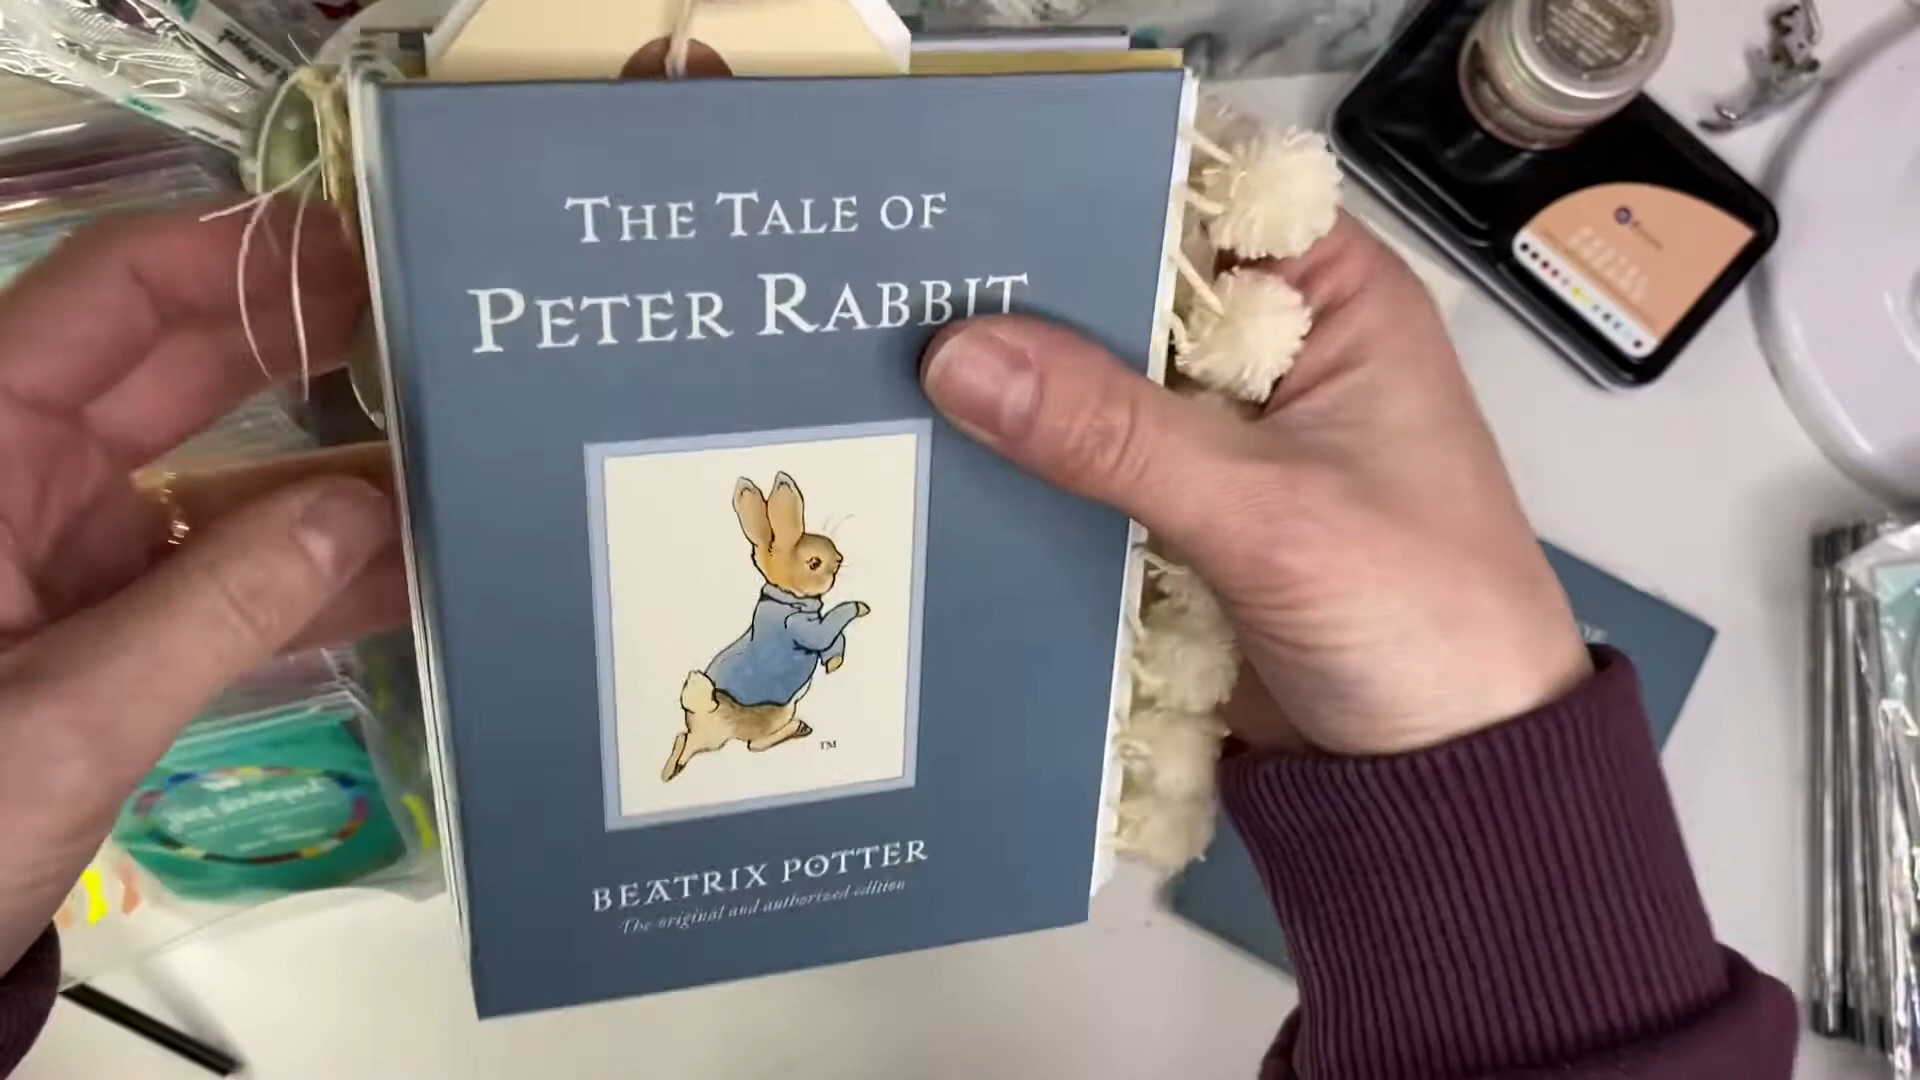 THE TALE OF
PETER RABBIT
TM
BEATRIX POTTER
The original and authorized edition